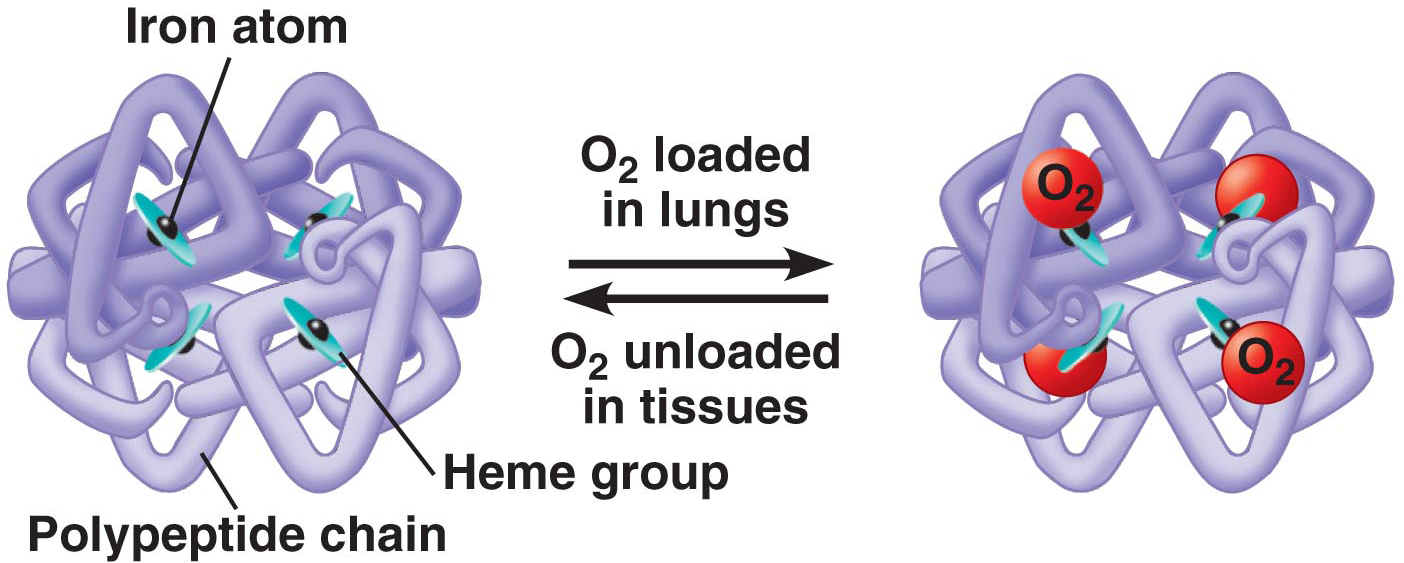 Iron atom
O2 loaded
in lungs
O2
O2 unloaded
in tissues
O2
Heme group
Polypeptide chain